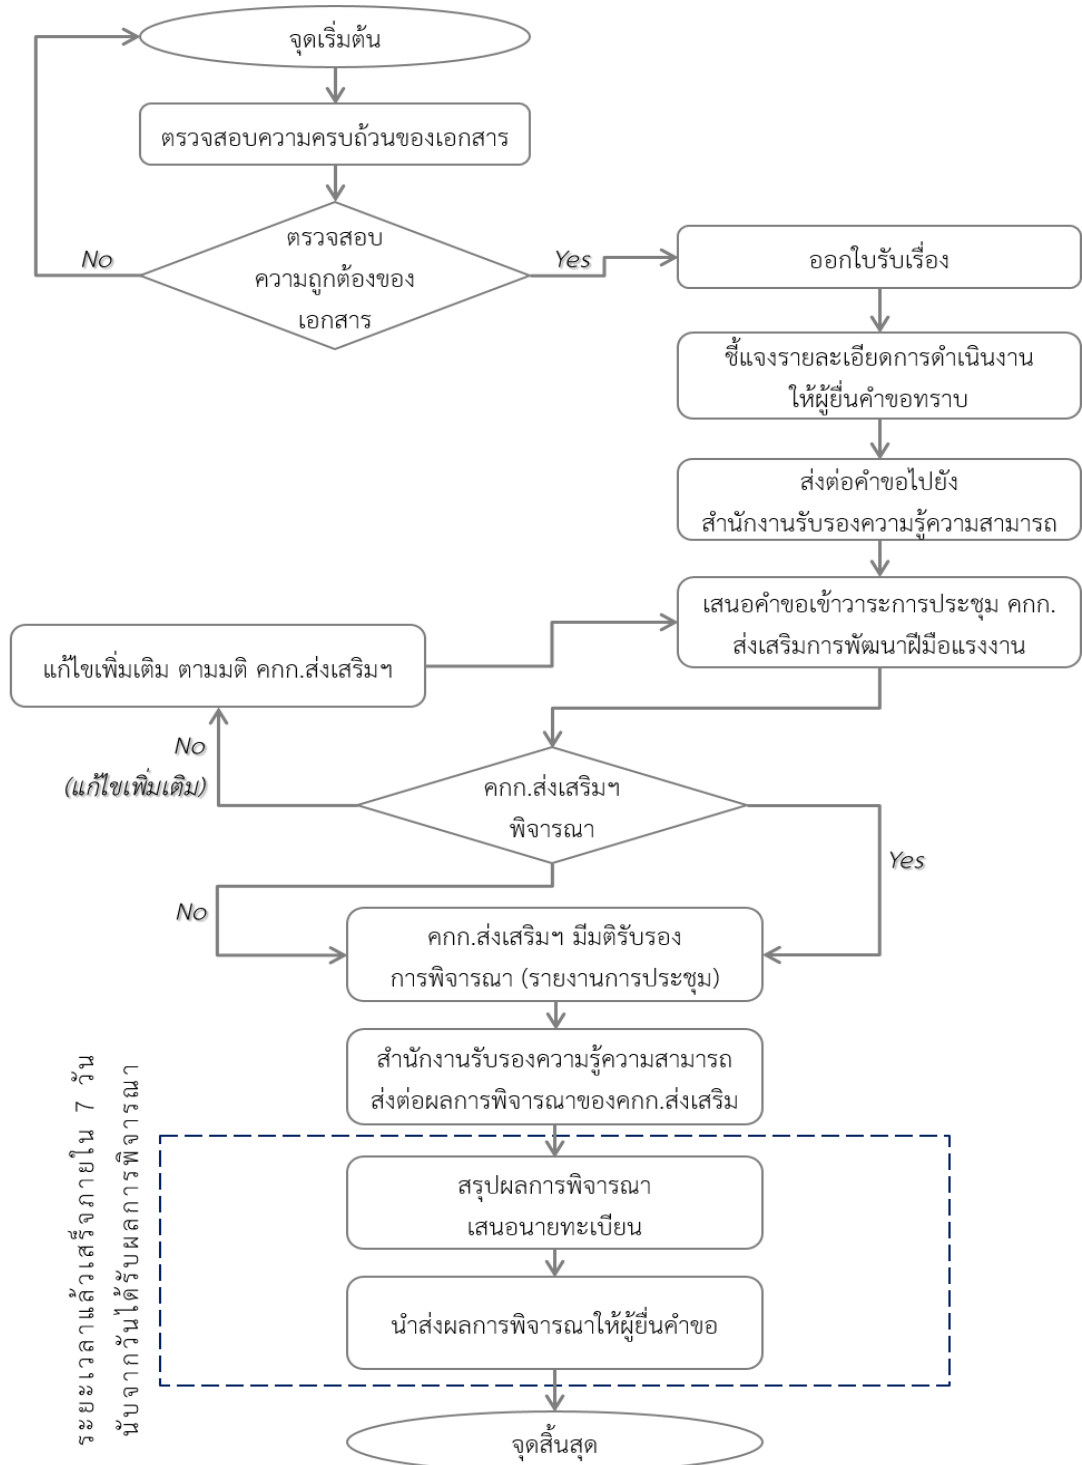 จุดเริ่มต้น
ตรวจสอบความครบถ้วนของเอกสาร
ตรวจสอบ
ความถูกต้องของ
เอกสาร
No
Yes
ออกใบรับเรื่อง
ชี้แจงรายละเอียดการดำเนินงาน
ให้ผู้ยื่นคำขอทราบ
ส่งต่อคำขอไปยัง
สำนักงานรับรองความรู้ความสามารถ
เสนอคำขอเข้าวาระการประชุม คกก.
ส่งเสริมการพัฒนาฝีมือแรงงาน
แก้ไขเพิ่มเติม ตามมติ คกก.ส่งเสริมฯ
No
(แก้ไขเพิ่มเติม)
คกก.ส่งเสริมฯ
พิจารณา
Yes
No
คกก.ส่งเสริมฯ มีมติรับรอง
การพิจารณา (รายงานการประชุม)
สำนักงานรับรองความรู้ความสามารถ
ส่งต่อผลการพิจารณาของคกก.ส่งเสริม
ระยะเวลาแล้วเสร็จภายใน 7 วัน
นับจากวันได้รับผลการพิจารณา
สรุปผลการพิจารณา
เสนอนายทะเบียน
นำส่งผลการพิจารณาให้ผู้ยื่นคำขอ
จุดสิ้นสุด